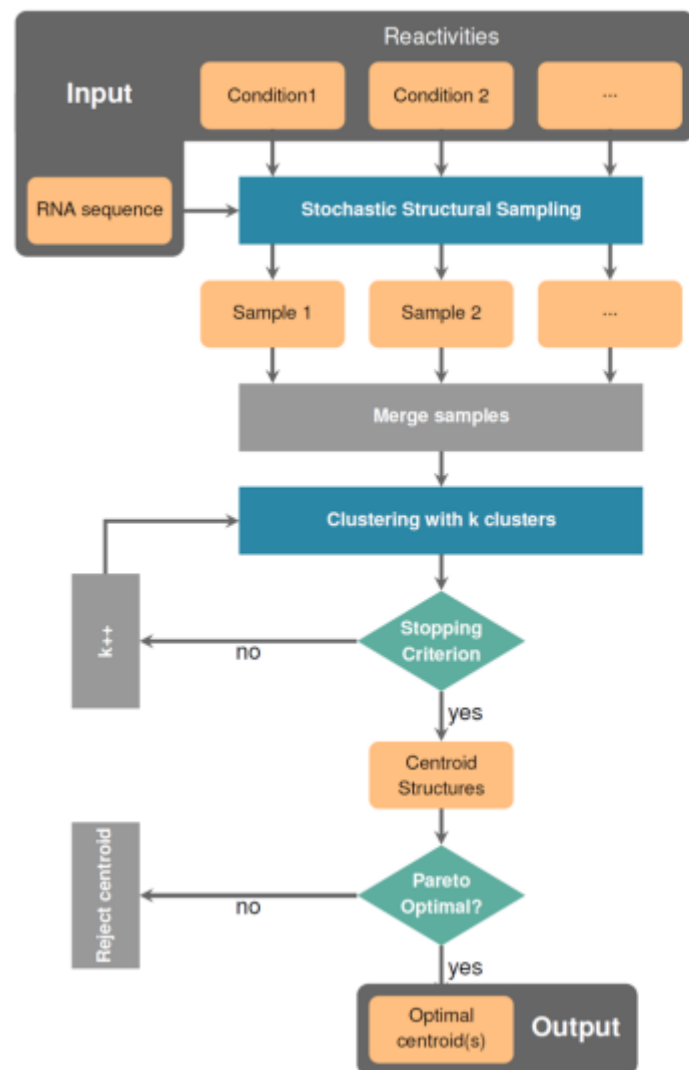 Reactivities
Input
Condition1
Condition 2
...
RNA sequence
Stochastic Structural Sampling
Sample 1
Sample 2
...
Merge samples
Clustering with k clusters
k++
no
Stopping
Criterion
yes
Centroid
Structures
Reject centroid
no
Pareto
Optimal?
yes
Optimal
centroid(s)
Output